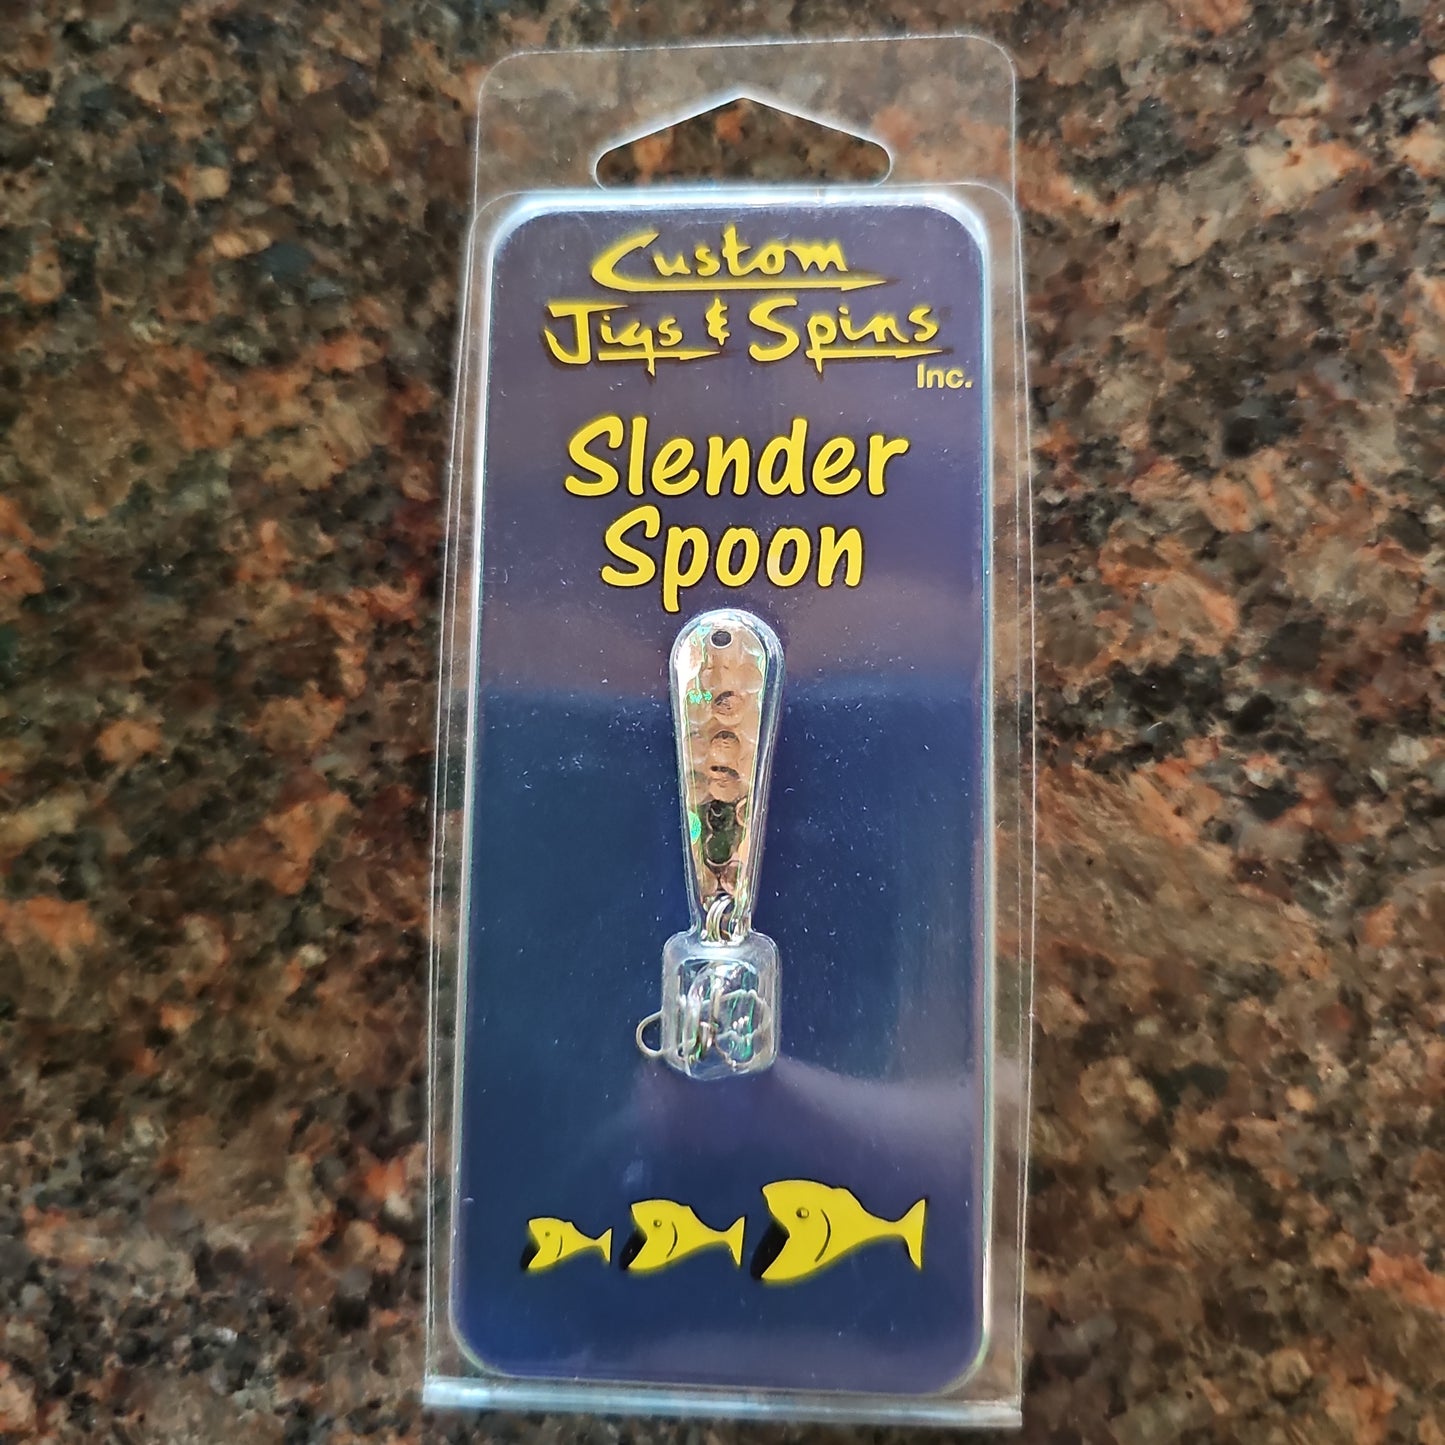 Custom
Jigs & Spins
Inc.
Slender
Spoon